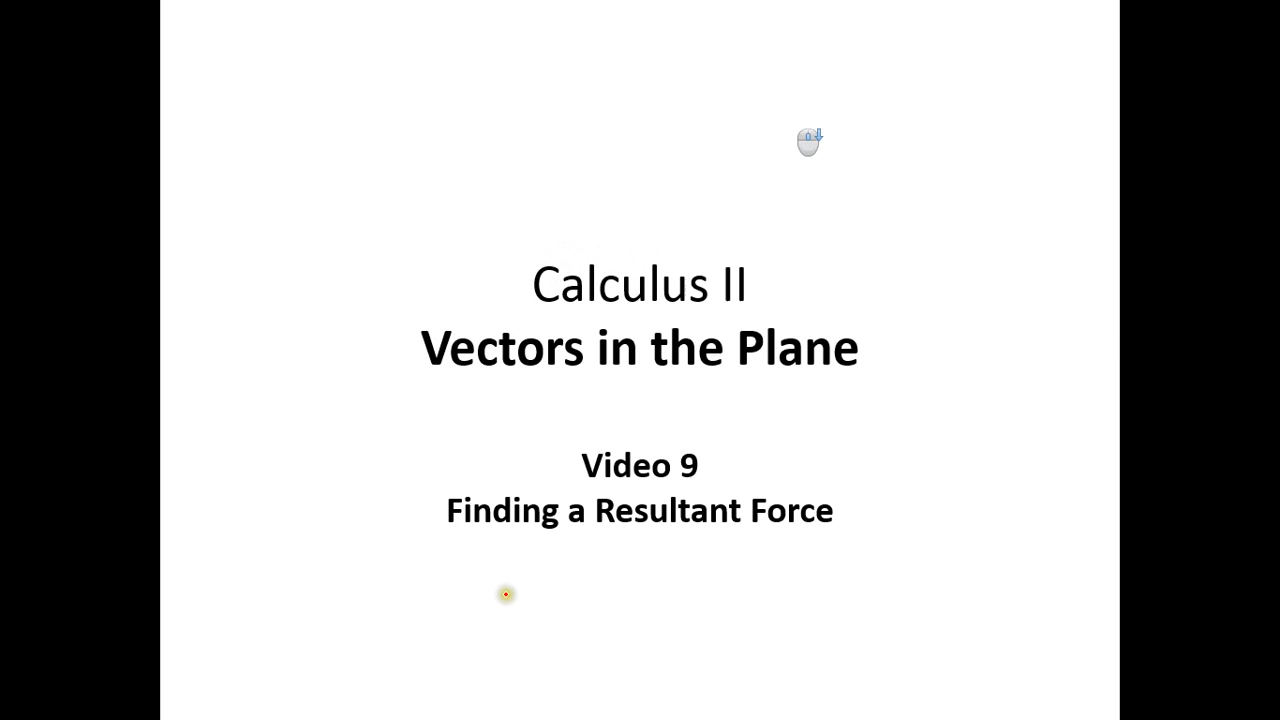 Calculus II
Vectors in the Plane
Video 9
Finding a Resultant Force